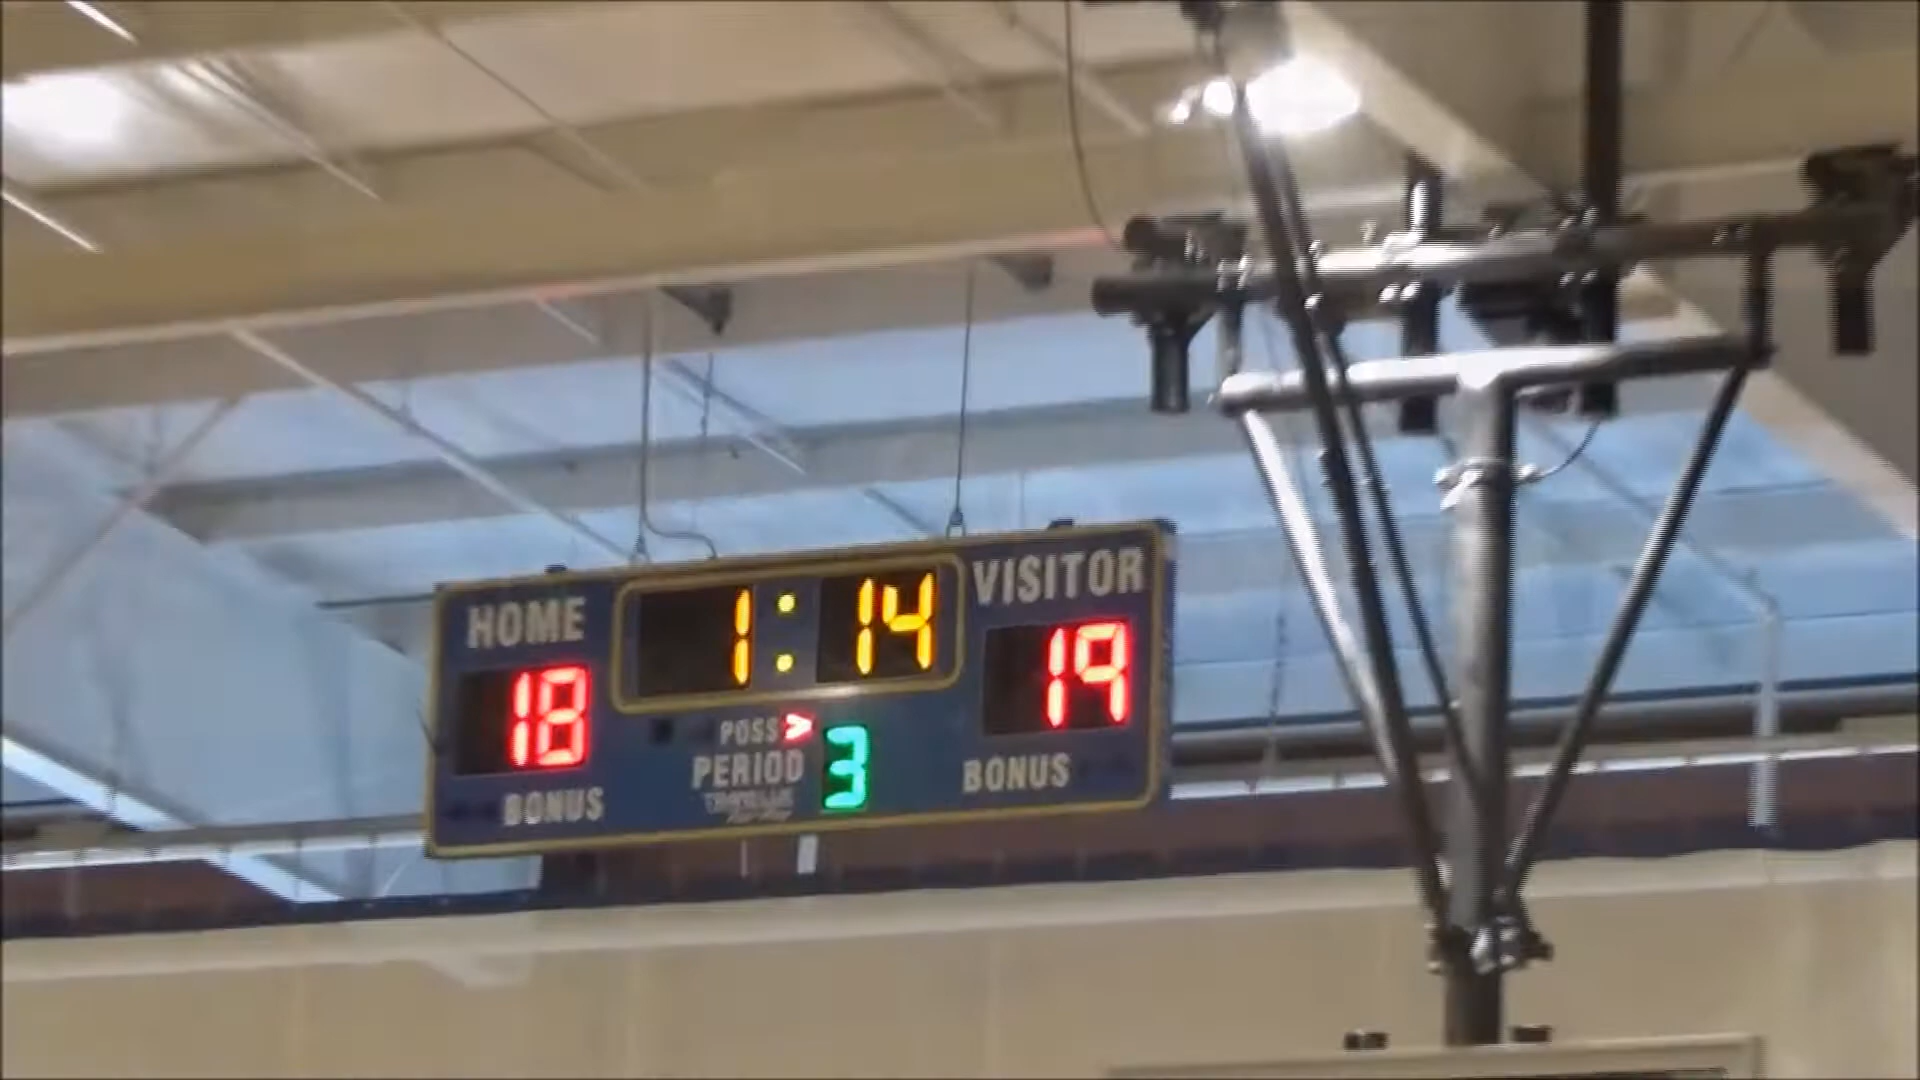 HOME 1:14 VISITOR
18 19
POSS >
PERIOD 3
BONUS BONUS